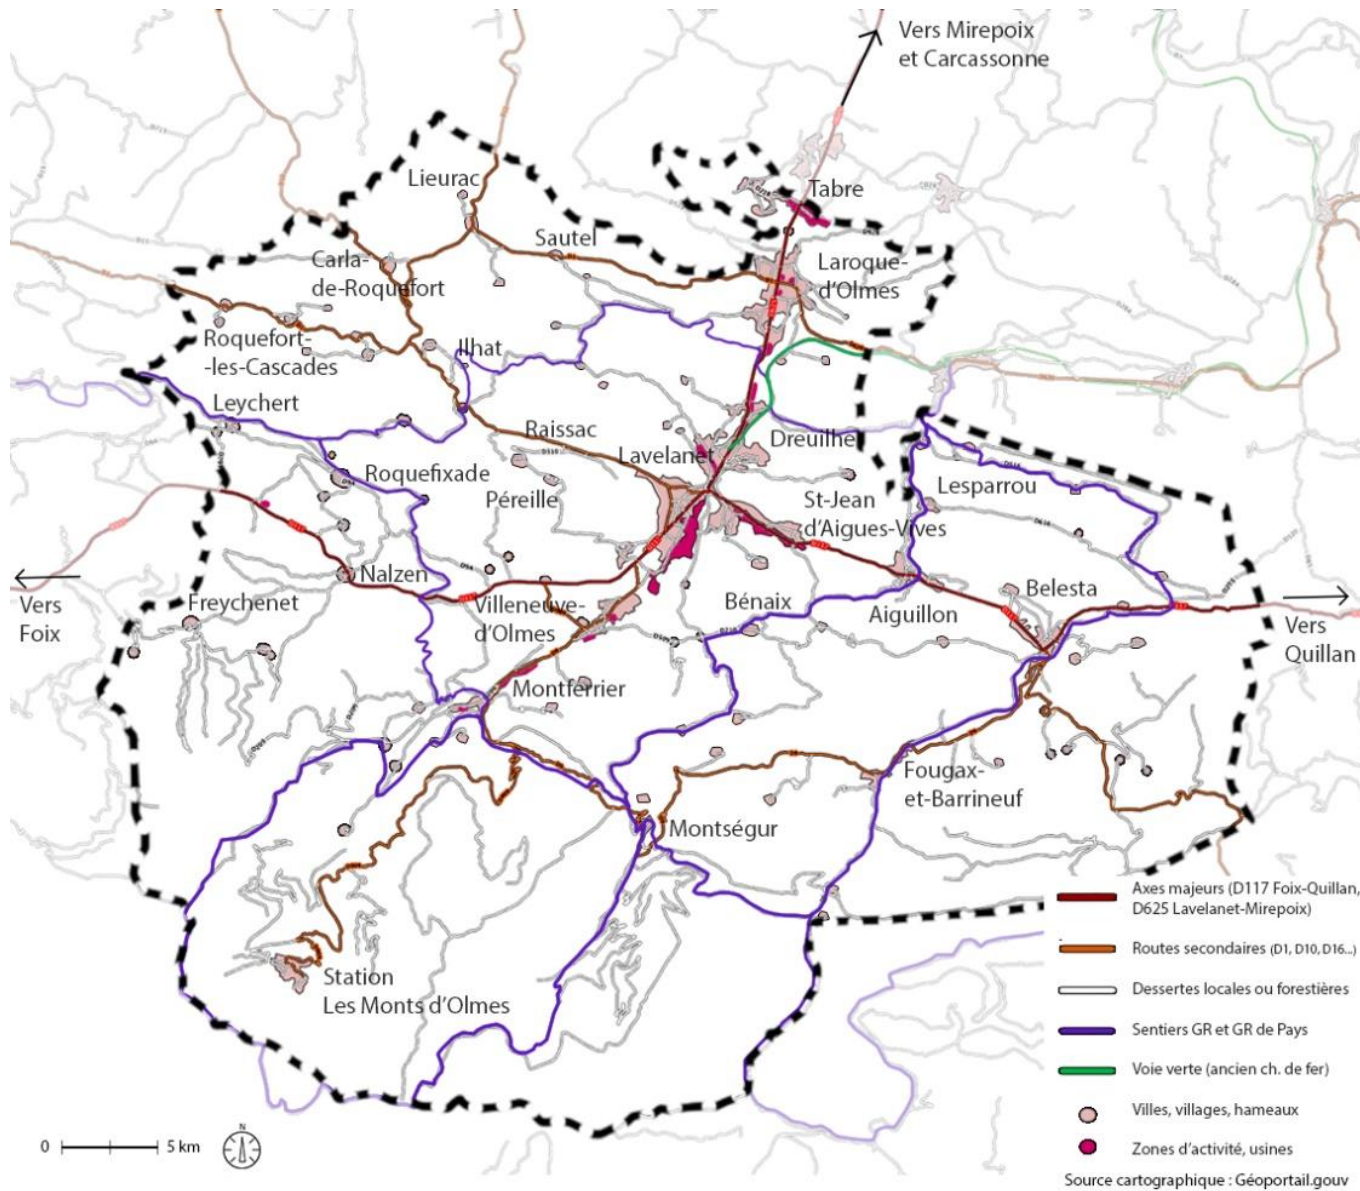 Vers Mirepoix
et Carcassonne
Lieurac
Tabre
Sautel
Carla-
de-Roquefort
Laroque-
d'Olmes
Roquefort-
-les-Cascades
Ilhat
Leychert
Raissac
Lavelanet
Dreuilhe
Roquefixade
Péreille
St-Jean
d'Aigues-Vives
Lesparrou
Nalzen
Vers
Foix
Freychenet
Villeneuve-
d'Olmes
Bénaix
Aiguillon
Belesta
Vers
Quillan
Montferrier
Fougax-
et-Barrineuf
Montségur
Station
Les Monts d'Olmes
Axes majeurs (D117 Foix-Quillan,
D625 Lavelanet-Mirepoix)
Routes secondaires (D1, D10, D16...)
Dessertes locales ou forestières
Sentiers GR et GR de Pays
Voie verte (ancien ch. de fer)
Villes, villages, hameaux
Zones d'activité, usines
0 5 km
N
Source cartographique : Géoportail.gouv